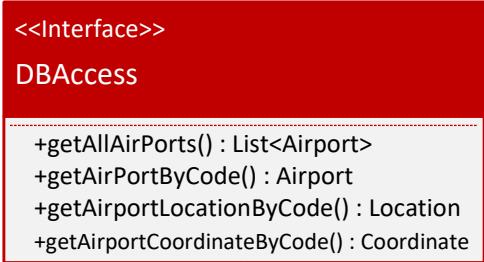 <<Interface>>
DBAccess
+getAllAirPorts() : List<Airport>
+getAirPortByCode() : Airport
+getAirportLocationByCode() : Location
+getAirportCoordinateByCode() : Coordinate